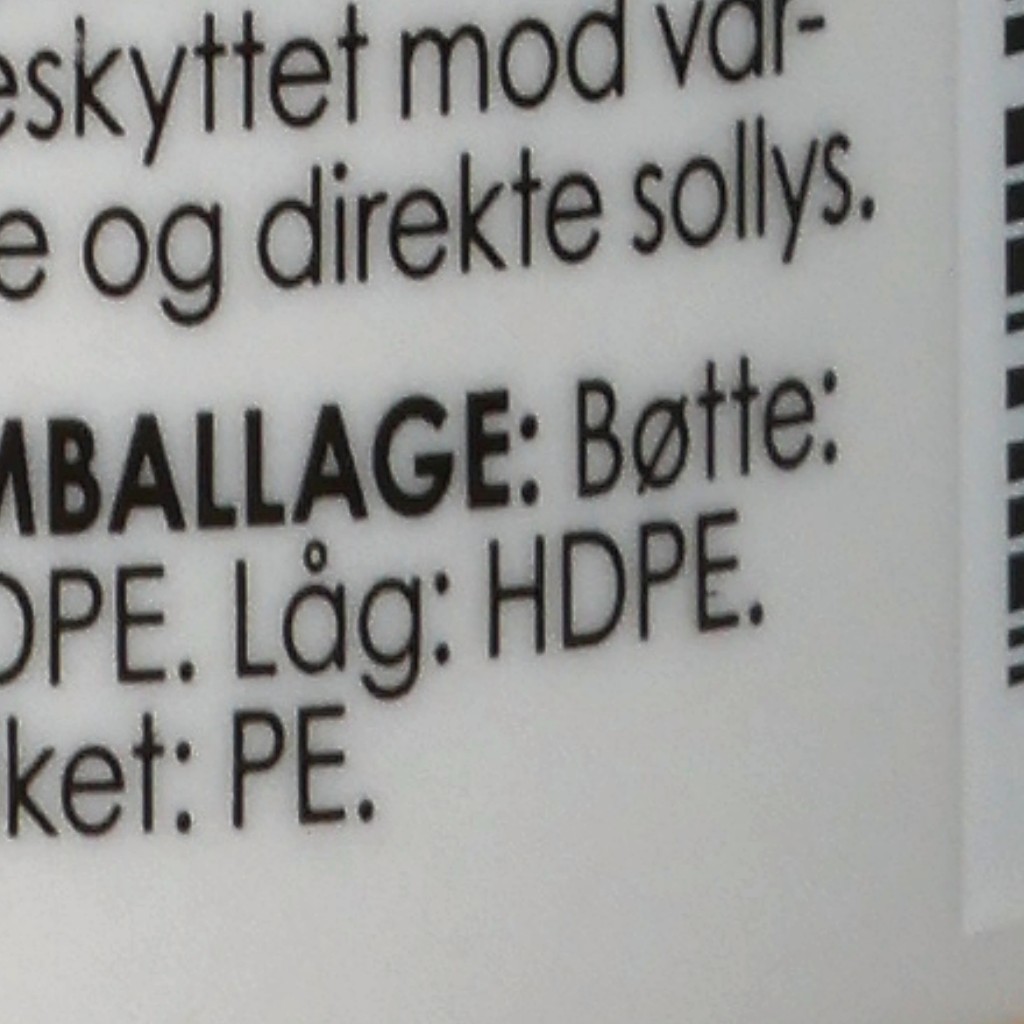 eskyttet mod var-
e og direkte sollys.
MBALLAGE: Bøtte:
DPE. Låg: HDPE.
ket: PE.